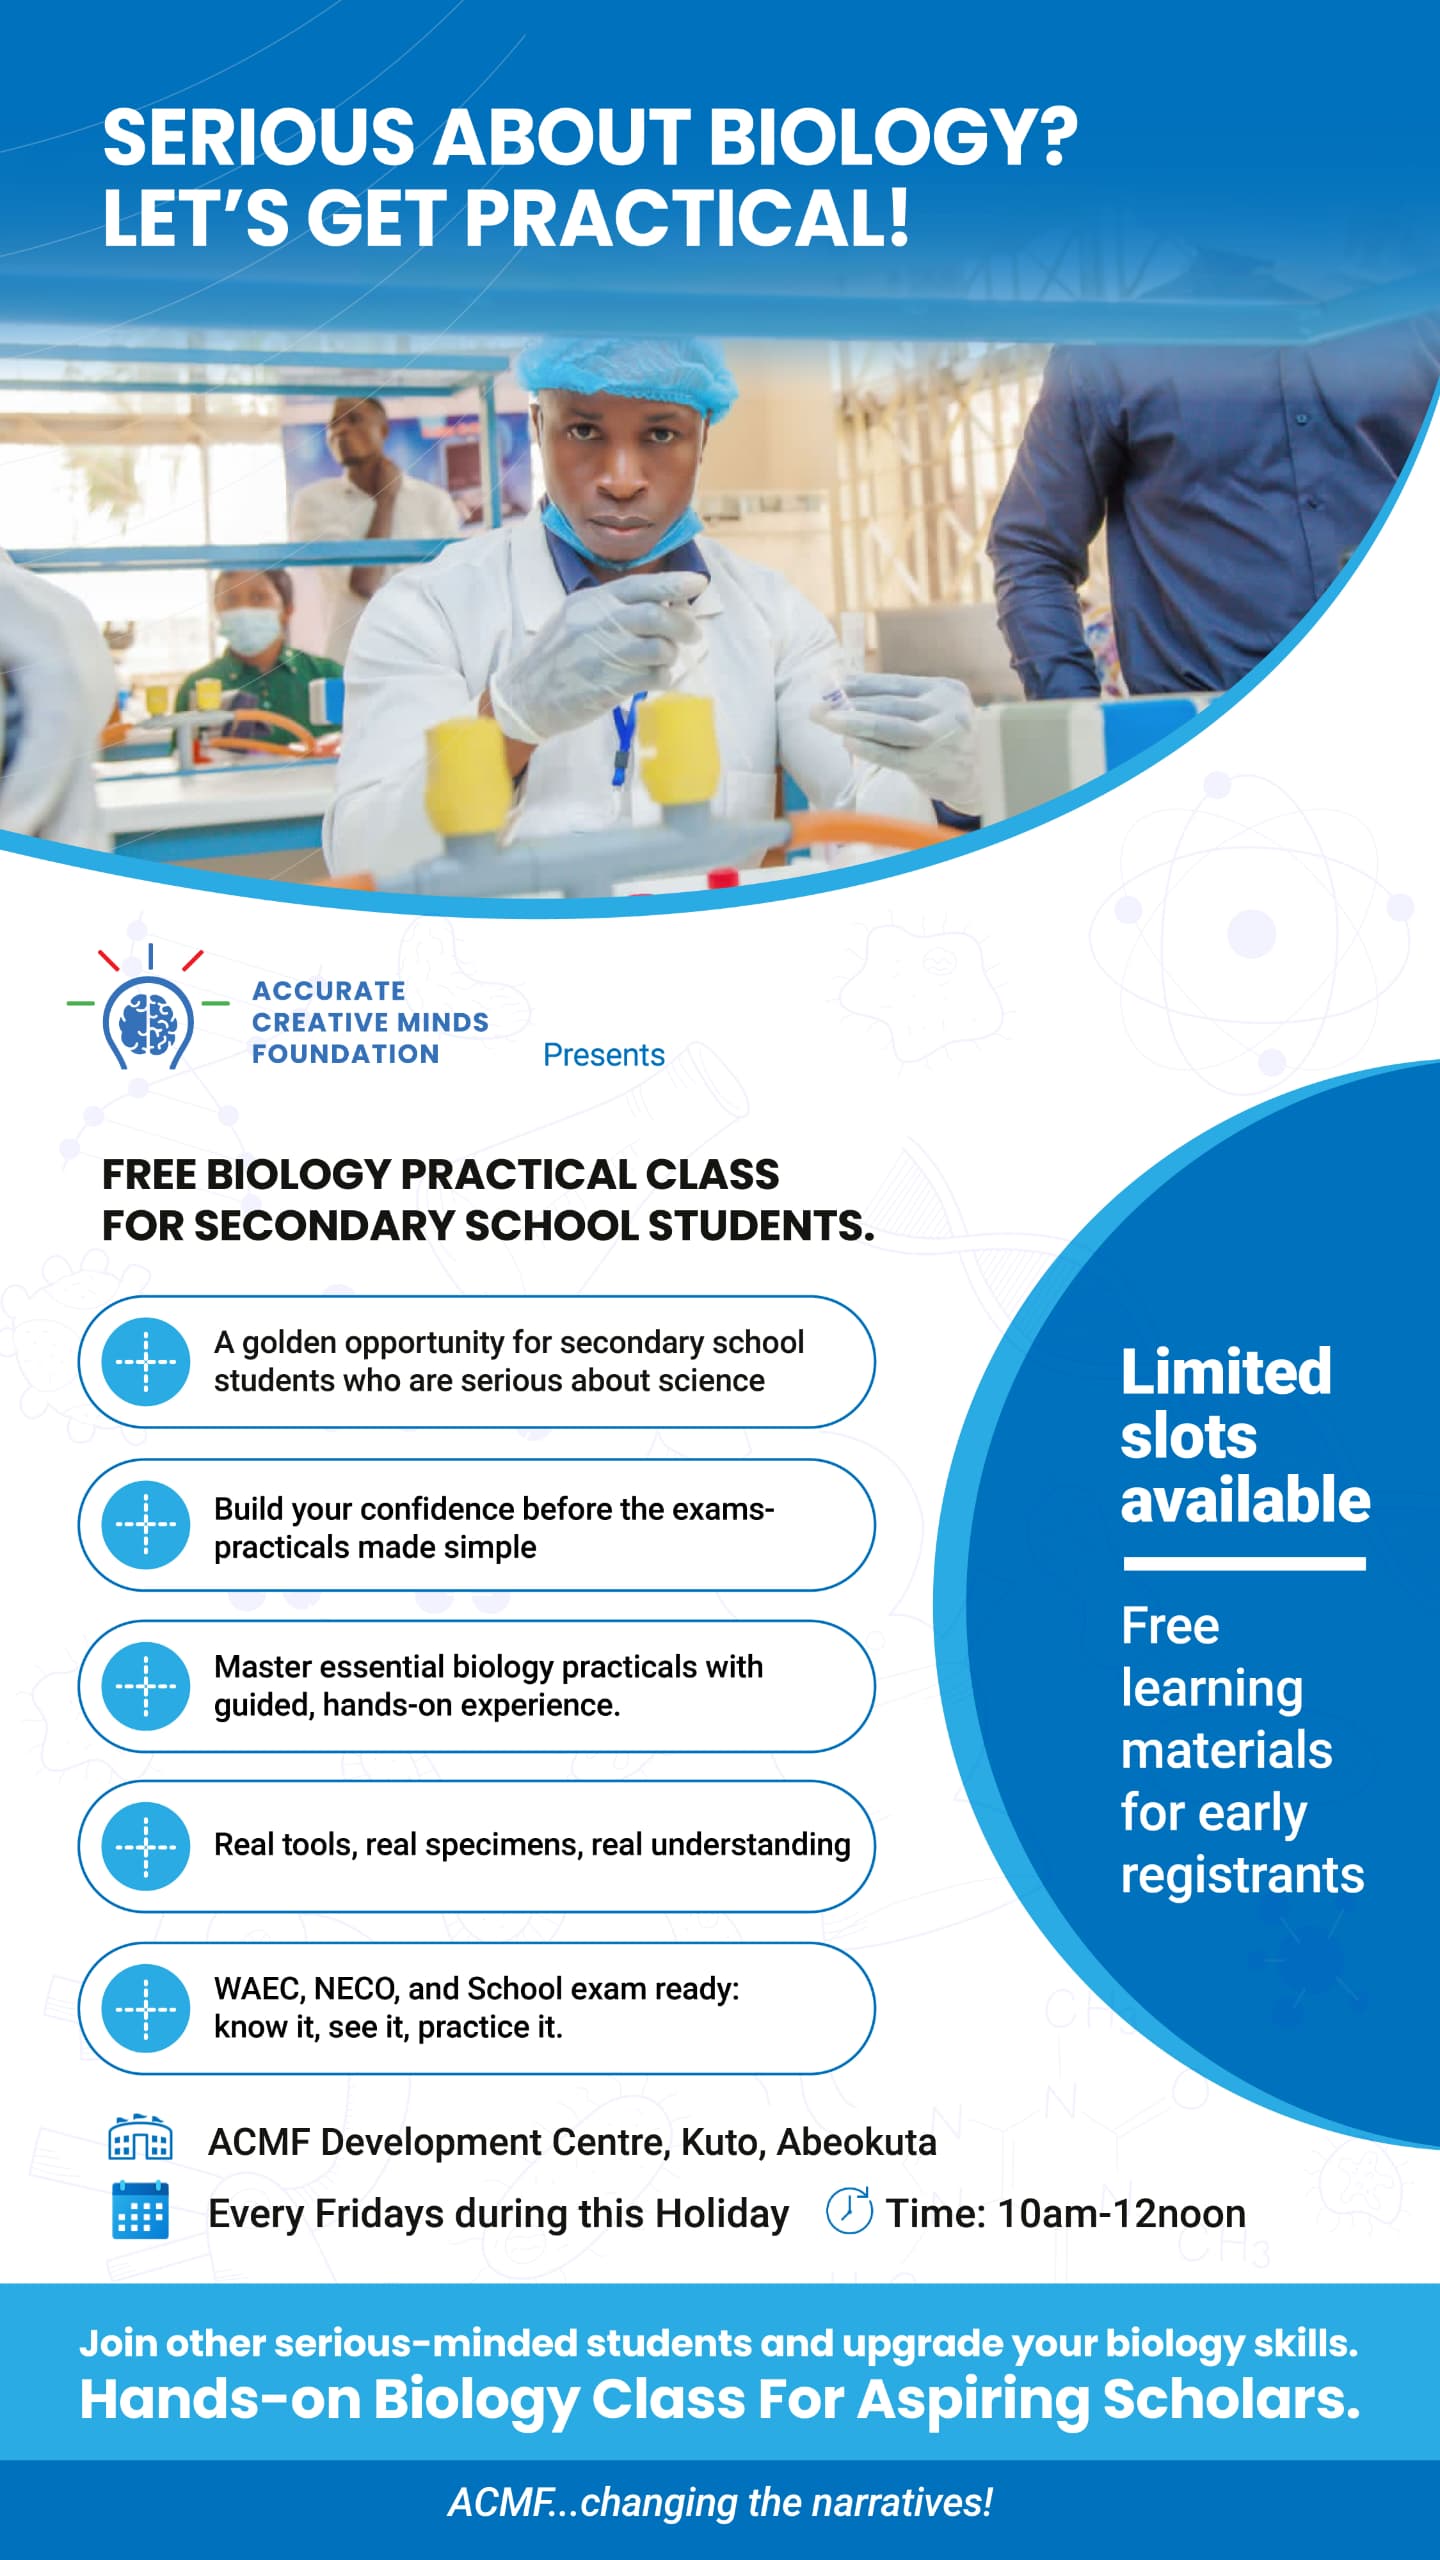 SERIOUS ABOUT BIOLOGY?
LET'S GET PRACTICAL!
ACCURATE
CREATIVE MINDS
FOUNDATION
Presents
FREE BIOLOGY PRACTICAL CLASS
FOR SECONDARY SCHOOL STUDENTS.
A golden opportunity for secondary school
students who are serious about science
Build your confidence before the exams-
practicals made simple
Master essential biology practicals with
guided, hands-on experience.
Real tools, real specimens, real understanding
WAEC, NECO, and School exam ready:
know it, see it, practice it.
Limited
slots
available
Free
learning
materials
for early
registrants
ACMF Development Centre, Kuto, Abeokuta
Every Fridays during this Holiday
Time: 10am-12noon
Join other serious-minded students and upgrade your biology skills.
Hands-on Biology Class For Aspiring Scholars.
ACMF...changing the narratives!